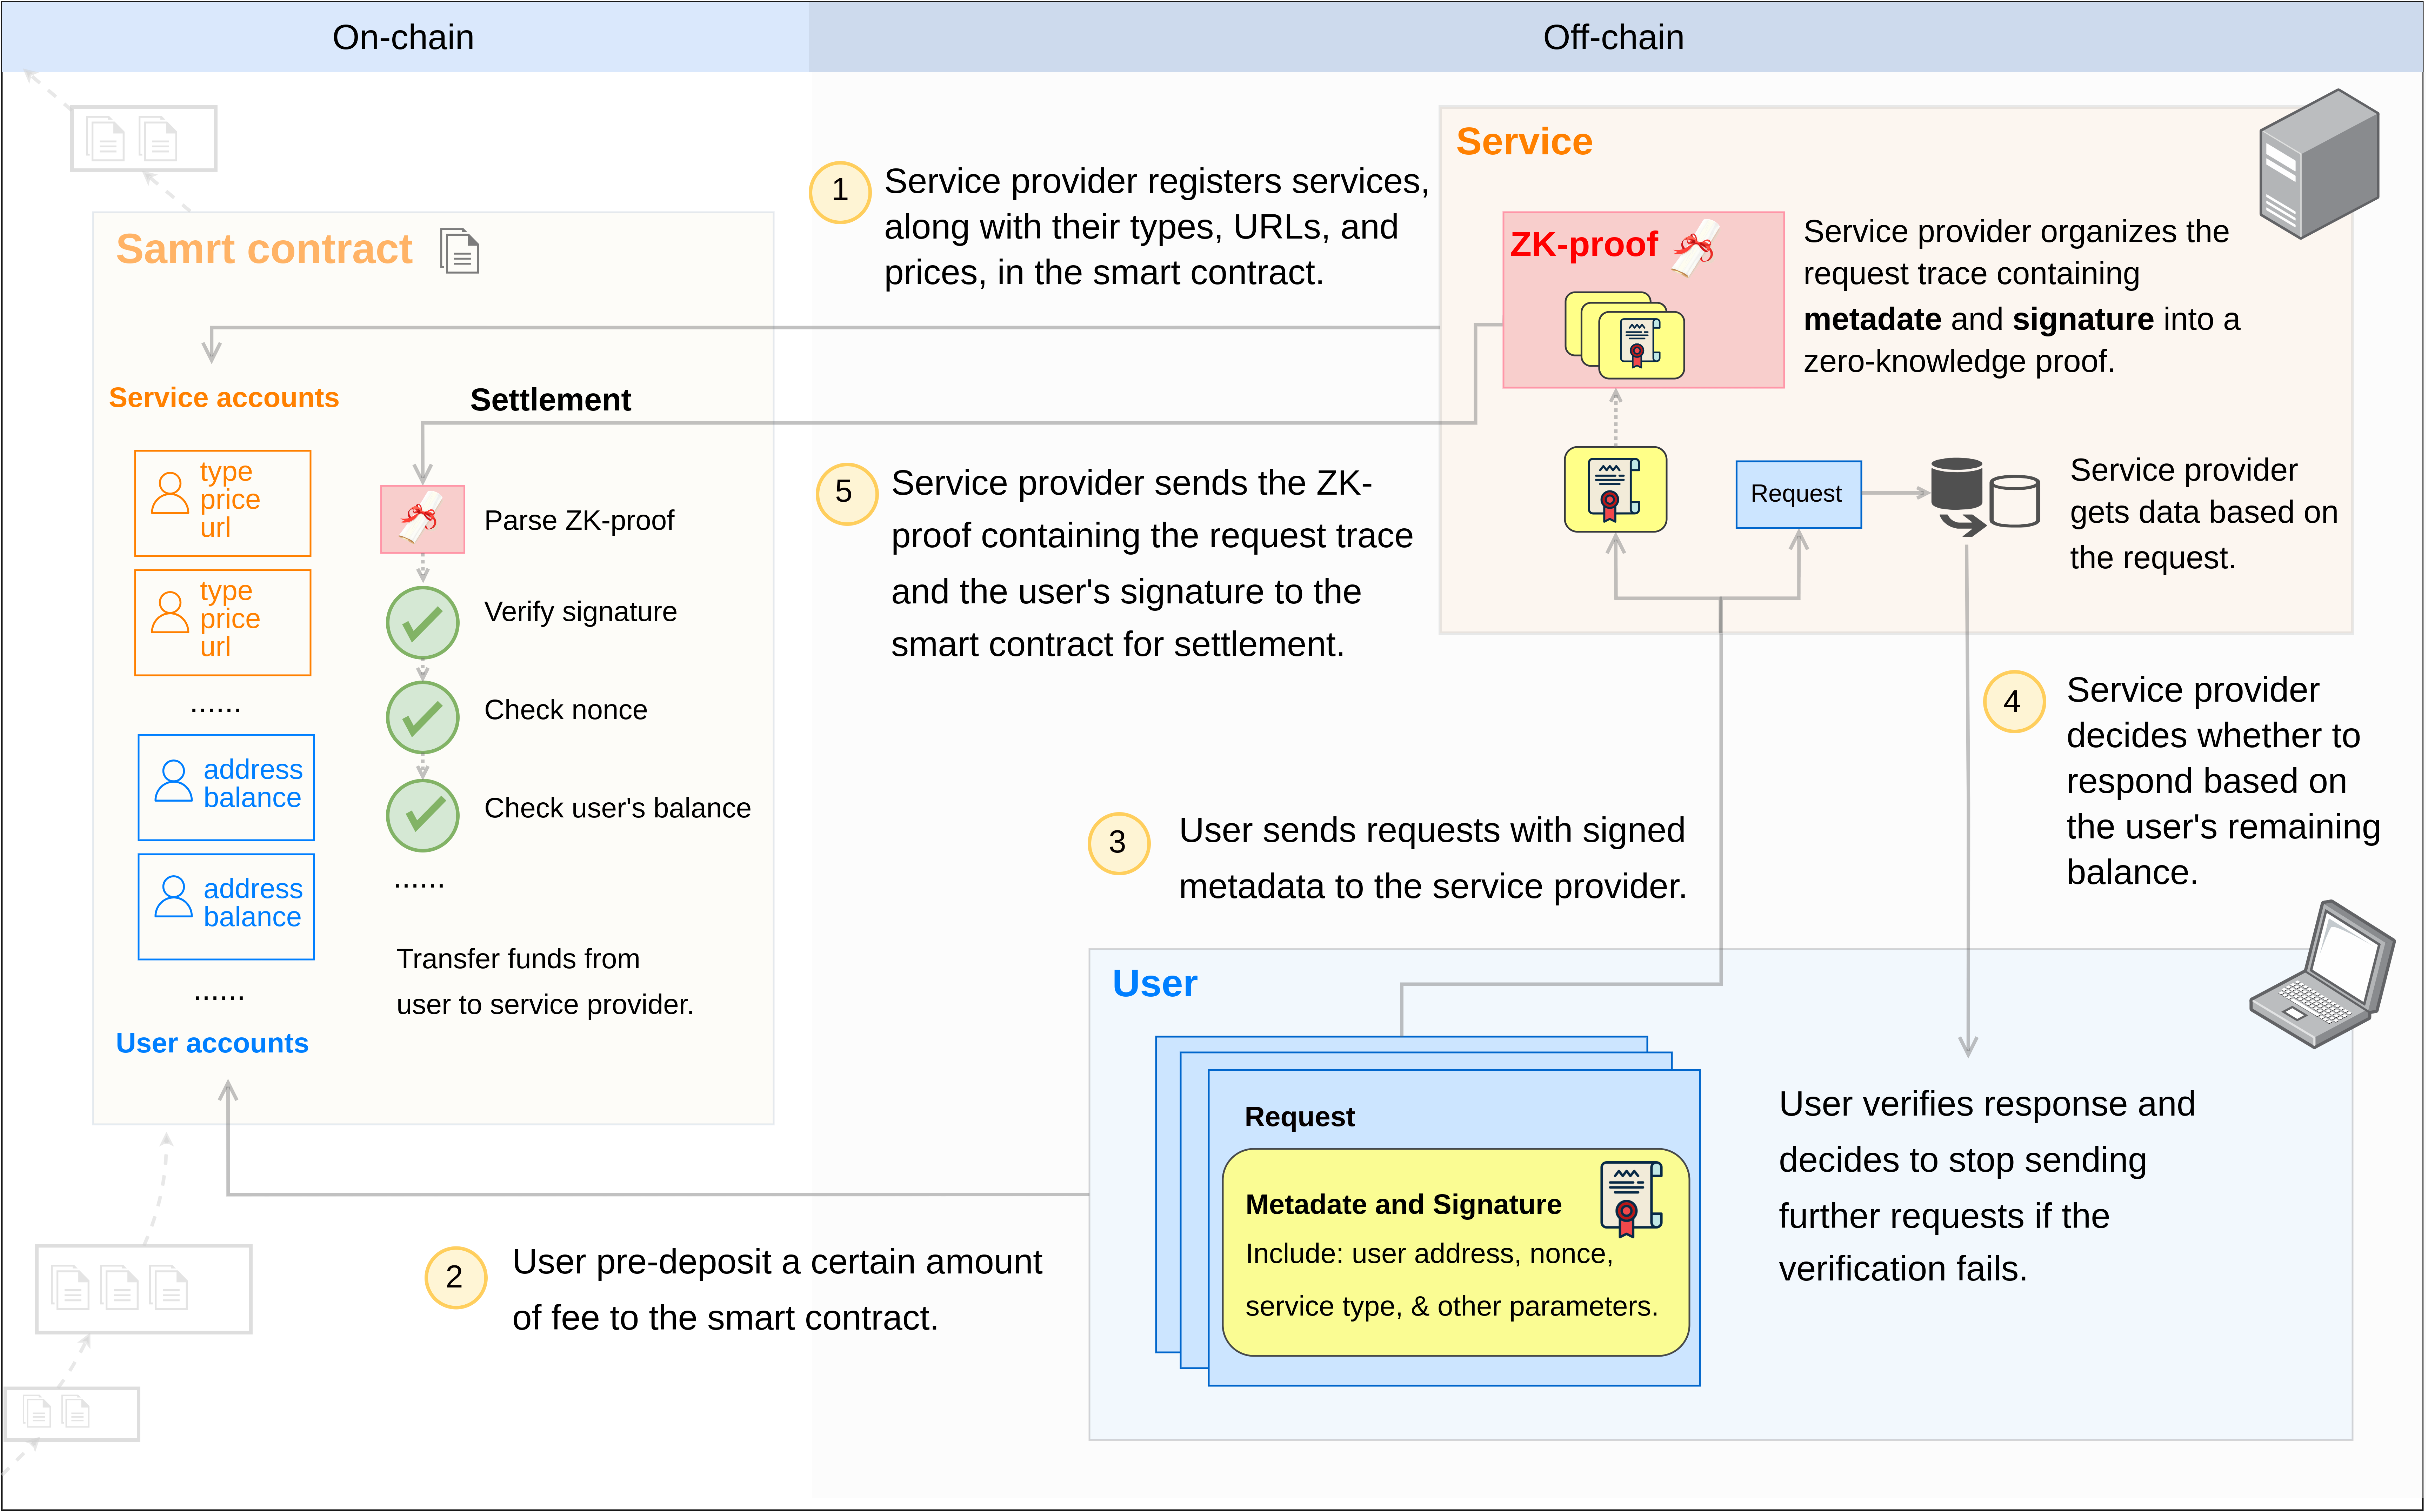 On-chain
Off-chain
Samrt contract
Service accounts
type
price
url
type
price
url
......
address
balance
address
balance
......
User accounts
Settlement
Parse ZK-proof
Verify signature
Check nonce
Check user's balance
......
Transfer funds from
user to service provider.
1
Service provider registers services,
along with their types, URLs, and
prices, in the smart contract.
5
Service provider sends the ZK-
proof containing the request trace
and the user's signature to the
smart contract for settlement.
Service
ZK-proof
Service provider organizes the
request trace containing
metadate and signature into a
zero-knowledge proof.
Request
Service provider
gets data based on
the request.
4
Service provider
decides whether to
respond based on
the user's remaining
balance.
3
User sends requests with signed
metadata to the service provider.
User
Request
Metadate and Signature
Include: user address, nonce,
service type, & other parameters.
User verifies response and
decides to stop sending
further requests if the
verification fails.
2
User pre-deposit a certain amount
of fee to the smart contract.